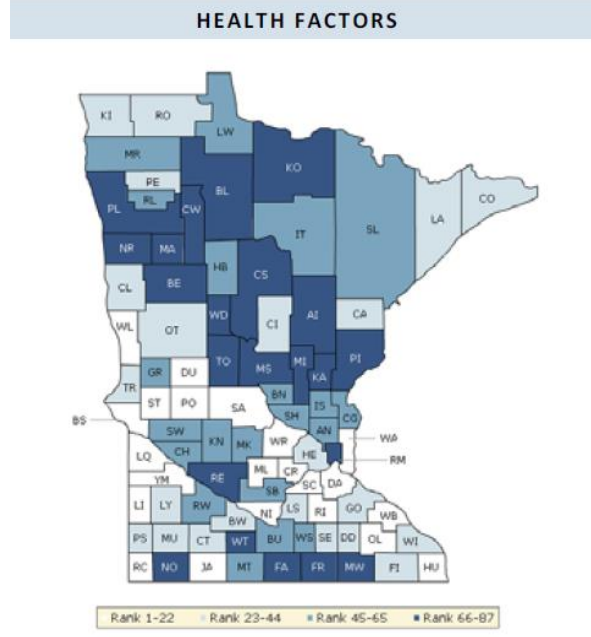 HEALTH FACTORS
KI RO
LW
MR
KO
PE
BL
RL
CO
PL CW
LA
SL
IT
NR MA
HB
CS
BE
CL
WD
AI
CA
WL
CI
OT
PI
TO
MI
MS
GR DU
KA
TR
BN
ST PO
IS
SA
SH
CG
BS
SW
AN
KN
WA
WR
MK
CH
HE
LQ
RM
ML
CR
RE
YM
DA
SC
SB
LI LY
RW
LS
GO
NI
RI
WB
BW
PS MU CT
WT
BU WS SE DD OL
WI
RC NO JA MT FA FR MW FI HU
Rank 1-22 Rank 23-44 Rank 45-65 Rank 66-87